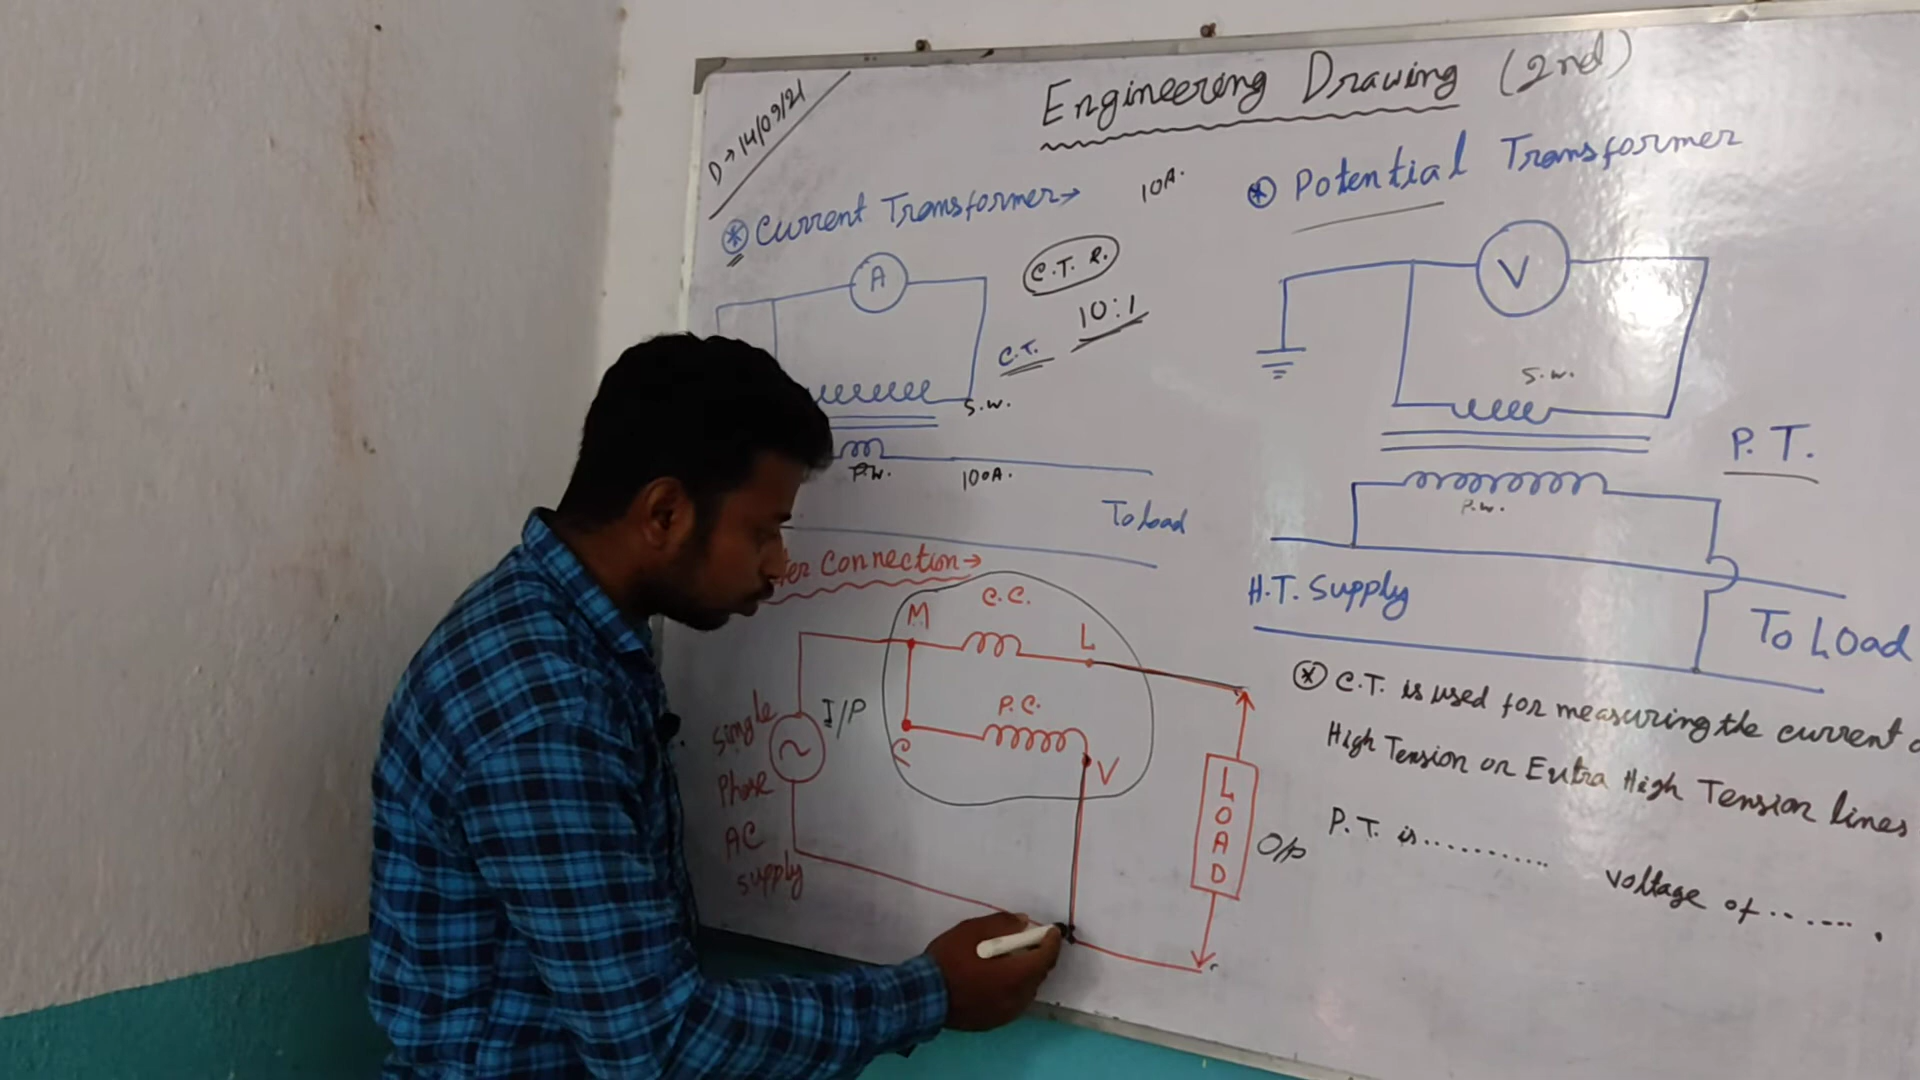 D→14/09/21
Engineering Drawing (2nd)
Current Transformer→
10A.
A
C.T.R.
10:1
C.T.
S.W.
P.W.
100A.
To Load
Potential Transformer
V
S.W.
P.T.
P.W.
H.T. Supply
To Load
Connection→
M
C.C.
L
P.C.
C
V
I/P
Single
Phase
AC
Supply
LOAD
O/P
C.T. is used for measuring the current
High Tension or Extra High Tension lines
P.T. is.......... voltage of.......